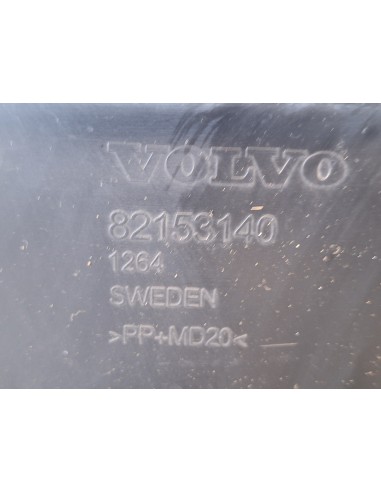 VOLVO
82153140
1264
SWEDEN
>PP+MD20<